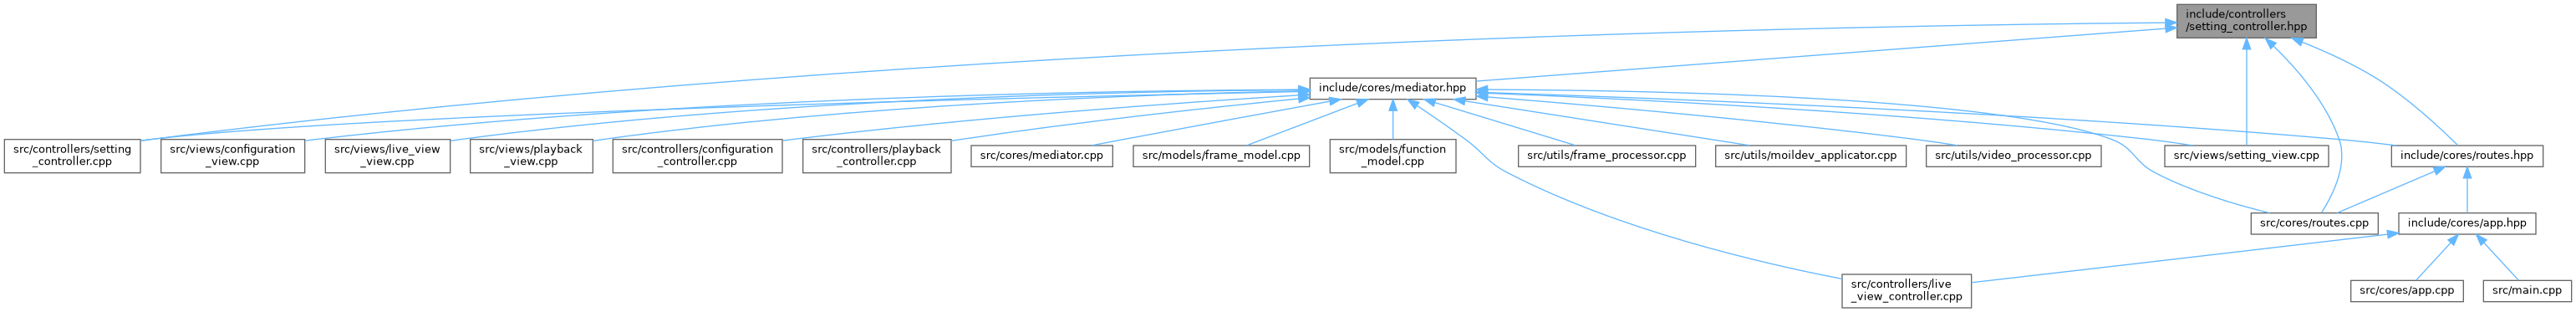 include/controllers
/setting_controller.hpp
include/cores/mediator.hpp
src/controllers/setting
_controller.cpp
src/views/configuration
_view.cpp
src/views/live_view
_view.cpp
src/views/playback
_view.cpp
src/controllers/configuration
_controller.cpp
src/controllers/playback
_controller.cpp
src/cores/mediator.cpp
src/models/frame_model.cpp
src/models/function
_model.cpp
src/utils/frame_processor.cpp
src/utils/moildev_applicator.cpp
src/utils/video_processor.cpp
src/views/setting_view.cpp
include/cores/routes.hpp
src/cores/routes.cpp
include/cores/app.hpp
src/controllers/live
_view_controller.cpp
src/cores/app.cpp
src/main.cpp